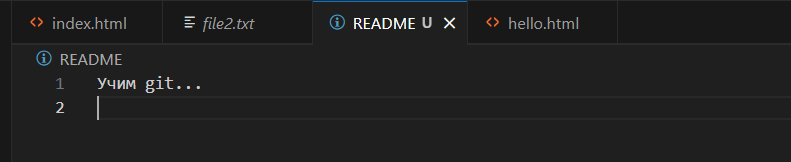 index.html file2.txt README U hello.html
README
1 Учим git...
2